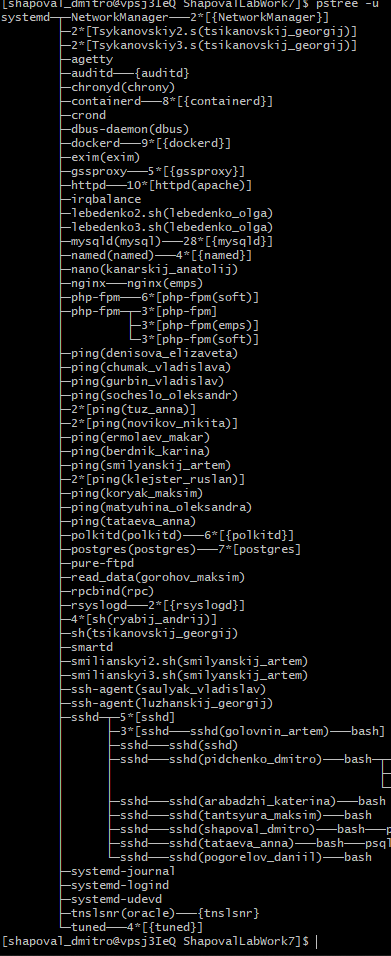 [shapoval_dmitro@vpsj3IeQ ShapovalLabWork7]$ pstree -u
systemd─┬─NetworkManager───2*[{NetworkManager}]
├─2*[Tsykanovskiy2.s(tsikanovskij_georgij)]
├─2*[Tsykanovskiy3.s(tsikanovskij_georgij)]
├─agetty
├─auditd───{auditd}
├─chronyd(chrony)
├─containerd───8*[{containerd}]
├─crond
├─dbus-daemon(dbus)
├─dockerd───9*[{dockerd}]
├─exim(exim)
├─gssproxy───5*[{gssproxy}]
├─httpd───10*[httpd(apache)]
├─irqbalance
├─lebedenko2.sh(lebedenko_olga)
├─lebedenko3.sh(lebedenko_olga)
├─mysqld(mysql)───28*[{mysqld}]
├─named(named)───4*[{named}]
├─nano(kanarskij_anatolij)
├─nginx───nginx(emps)
├─php-fpm───6*[php-fpm(soft)]
├─php-fpm─┬─3*[php-fpm]
│         ├─3*[php-fpm(emps)]
│         └─3*[php-fpm(soft)]
├─ping(denisova_elizaveta)
├─ping(chumak_vladislava)
├─ping(gurbin_vladislav)
├─ping(socheslo_oleksandr)
├─2*[ping(tuz_anna)]
├─2*[ping(novikov_nikita)]
├─ping(ermolaev_makar)
├─ping(berdnik_karina)
├─ping(smilyanskij_artem)
├─2*[ping(klejster_ruslan)]
├─ping(koryak_maksim)
├─ping(matyuhina_oleksandra)
├─ping(tataeva_anna)
├─polkitd(polkitd)───6*[{polkitd}]
├─postgres(postgres)───7*[postgres]
├─pure-ftpd
├─read_data(gorohov_maksim)
├─rpcbind(rpc)
├─rsyslogd───2*[{rsyslogd}]
├─4*[sh(ryabij_andrij)]
├─sh(tsikanovskij_georgij)
├─smartd
├─smilianskyi2.sh(smilyanskij_artem)
├─smilianskyi3.sh(smilyanskij_artem)
├─ssh-agent(saulyak_vladislav)
├─ssh-agent(luzhanskij_georgij)
├─sshd─┬─5*[sshd]
│      ├─3*[sshd───sshd(golovnin_artem)───bash]
│      ├─sshd───sshd(sshd)
│      ├─sshd───sshd(pidchenko_dmitro)───bash─┬─
│      ├─sshd───sshd(arabadzhi_katerina)───bash
│      ├─sshd───sshd(tantsyura_maksim)───bash
│      ├─sshd───sshd(shapoval_dmitro)───bash───p
│      ├─sshd───sshd(tataeva_anna)───bash───psql
│      └─sshd───sshd(pogorelov_daniil)───bash
├─systemd-journal
├─systemd-logind
├─systemd-udevd
├─tnslsnr(oracle)───{tnslsnr}
└─tuned───4*[{tuned}]
[shapoval_dmitro@vpsj3IeQ ShapovalLabWork7]$